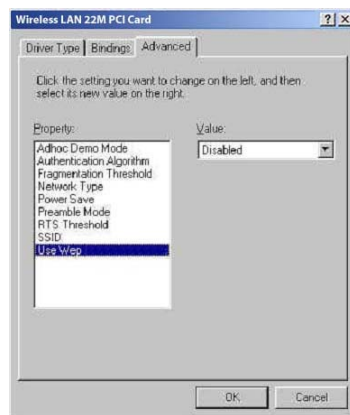 Wireless LAN 22M PCI Card
Driver Type
Bindings
Advanced
Click the setting you want to change on the left, and then
select its new value on the right.
Property:
Value:
Adhoc Demo Mode
Authentication Algorithm
Fragmentation Threshold
Network Type
Power Save
Preamble Mode
RTS Threshold
SSID
Use Wep
Disabled
OK
Cancel